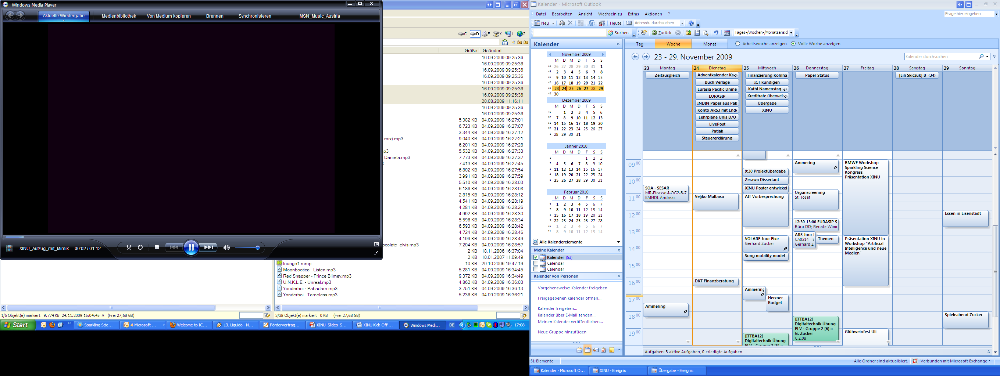 Windows Media Player
Aktuelle Wiedergabe
Medienbibliothek
Von Medium kopieren
Brennen
Synchronisieren
MSN_Music_Austria
XINU_Aufzug_mit_Mimik
00:02 / 01:12
C D E X 1 2
Größe Geändert
16.09.2009 09:25:36
16.09.2009 09:25:36
16.09.2009 09:25:36
16.09.2009 09:25:36
16.09.2009 09:25:36
16.09.2009 09:25:36
16.09.2009 09:25:36
20.08.2009 11:16:11
16.09.2009 09:25:36
16.09.2009 09:25:36
5.382 KB 04.09.2009 16:27:01
6.723 KB 04.09.2009 16:27:07
3.344 KB 04.09.2009 16:27:12
mix).mp3 9.040 KB 04.09.2009 16:27:21
6.201 KB 04.09.2009 16:27:28
p3 5.532 KB 04.09.2009 16:27:33
Daniela.mp3 7.773 KB 04.09.2009 16:27:37
7.413 KB 04.09.2009 16:27:45
6.802 KB 04.09.2009 16:27:54
3.991 KB 04.09.2009 16:27:59
5.510 KB 04.09.2009 16:28:03
6.186 KB 04.09.2009 16:28:08
2.815 KB 04.09.2009 16:28:12
4.541 KB 04.09.2009 16:28:19
4.281 KB 04.09.2009 16:28:26
4.992 KB 04.09.2009 16:28:30
5.596 KB 04.09.2009 16:28:34
6.593 KB 04.09.2009 16:28:42
4.724 KB 04.09.2009 16:28:46
4.199 KB 04.09.2009 16:28:49
ocolate_elvis.mp3 7.204 KB 04.09.2009 16:28:57
2 KB 18.11.2006 16:37:04
2 KB 10.01.2007 11:09:49
lounge1.mmp 10 KB 20.10.2006 19:47:19
Moonbootica - Listen.mp3 5.281 KB 04.09.2009 16:34:45
Red Snapper - Prince Blimey.mp3 9.372 KB 04.09.2009 16:34:49
U.N.K.L.E. - Unreal.mp3 4.862 KB 04.09.2009 16:36:03
Yonderboi - Pabadam.mp3 3.751 KB 04.09.2009 16:36:13
Yonderboi - Tameless.mp3 5.236 KB 04.09.2009 16:36:21
1/5 Objekt(e) markiert 9.774 KB 24.11.2009 15:04:45 A (Frei 27,68 GB)
3/38 Objekt(e) markiert 0 KB (Frei 27,68 GB)
Start
Sparkling Scie...
4 Microsoft ...
Welcome to IC...
13. Liquido - N...
Fördervertrag...
XINU_Slides_S...
XINU Kick-Off ...
Windows Medi...
DE
17:08
Kalender - Microsoft Outlook
Datei Bearbeiten Ansicht Wechseln zu Extras Aktionen ?
Frage hier eingeben
Neu
Heute
Adressb. durchsuchen
Suchen
Zurück
Tages-/Wochen-/Monatsansicl
Kalender
November 2009
M D M D F S S
44 26 27 28 29 30 31 1
45 2 3 4 5 6 7 8
46 9 10 11 12 13 14 15
47 16 17 18 19 20 21 22
48 23 24 25 26 27 28 29
49 30
Dezember 2009
M D M D F S S
49 1 2 3 4 5 6
50 7 8 9 10 11 12 13
51 14 15 16 17 18 19 20
52 21 22 23 24 25 26 27
1 28 29 30 31
Jänner 2010
M D M D F S S
1 1 2 3
2 4 5 6 7 8 9 10
3 11 12 13 14 15 16 17
4 18 19 20 21 22 23 24
5 25 26 27 28 29 30 31
Februar 2010
M D M D F S S
6 1 2 3 4 5 6 7
7 8 9 10 11 12 13 14
8 15 16 17 18 19 20 21
9 22 23 24 25 26 27 28
10 1 2 3 4 5 6 7
11 8 9 10 11 12 13 14
Alle Kalenderelemente
Meine Kalender
Kalender (53)
Calendar
Calendar
Kalender von Personen
Vorgehensweise: Kalender freigeben
Freigegebenen Kalender öffnen...
Kalender freigeben...
Kalender über E-Mail senden...
Meinen Kalender veröffentlichen...
Neue Gruppe hinzufügen
Tag Woche Monat
Arbeitswoche anzeigen Volle Woche anzeigen
23 - 29. November 2009
Kalender durchsuchen
23 Montag
24 Dienstag
25 Mittwoch
26 Donnerstag
27 Freitag
28 Samstag
29 Sonntag
Zeitausgleich
Adventkalender Ka
Buch Verlage
Eurasia Pacific Unine
EURASIP
INDIN Paper aus Pak
Konto ARS3 mit Ende
Lehrpläne Unis D/Ö
LivePost
Patlak
Steuererklärung
Finanzierung Kohlha
ICT kündigen
Kathi Namenstag
Kreditrate überweis
Übergabe
XINU
Paper Status
[Lili Skiczuk] B (34)
09 00
10 00
11 00
12 00
13 00
14 00
15 00
16 00
17 00
18 00
19 00
SOA - SESAR
MR-Picasso-I-OG2-B-7
KAINDL Andreas
Ammering
Veljko Malbasa
DKT Finanzberatung
9:30 Projektübergabe
Zerawa Dissertant
XINU Poster entwickel
AIT Vorbesprechung
VOLARE Jour Fixe
Gerhard Zucker
Song mobility model
Ammering
Herzner
Budget
[ITTBA12]
Digitaltechnik Übung
ELV - Gruppe 2 [5] ::
Ammering
Organscreening
St. Josef
12:30-13:00 EURASIP S
Büro DD; Renate Wimi
ARS Jour I
CA0214 - E
Gerhard Z
Themen
[ITTBA12]
Digitaltechnik Übung
ELV - Gruppe 2 [6] ::
G. Zucker
C.Z.08
BMWF Workshop
Sparkling Science
Kongress,
Präsentation XINU
Präsentation XINU in
Workshop "Artificial
Intelligence und neue
Medien"
Glühweinfest Uli
Essen in Eisenstadt
Spieleabend Zucker
Aufgaben: 3 aktive Aufgaben, 0 erledigte Aufgaben
51 Elemente
Alle Ordner sind aktualisiert.
Verbunden mit Microsoft Exchange
Kalender - Microsoft O...
XINU - Ereignis
Übergabe - Ereignis